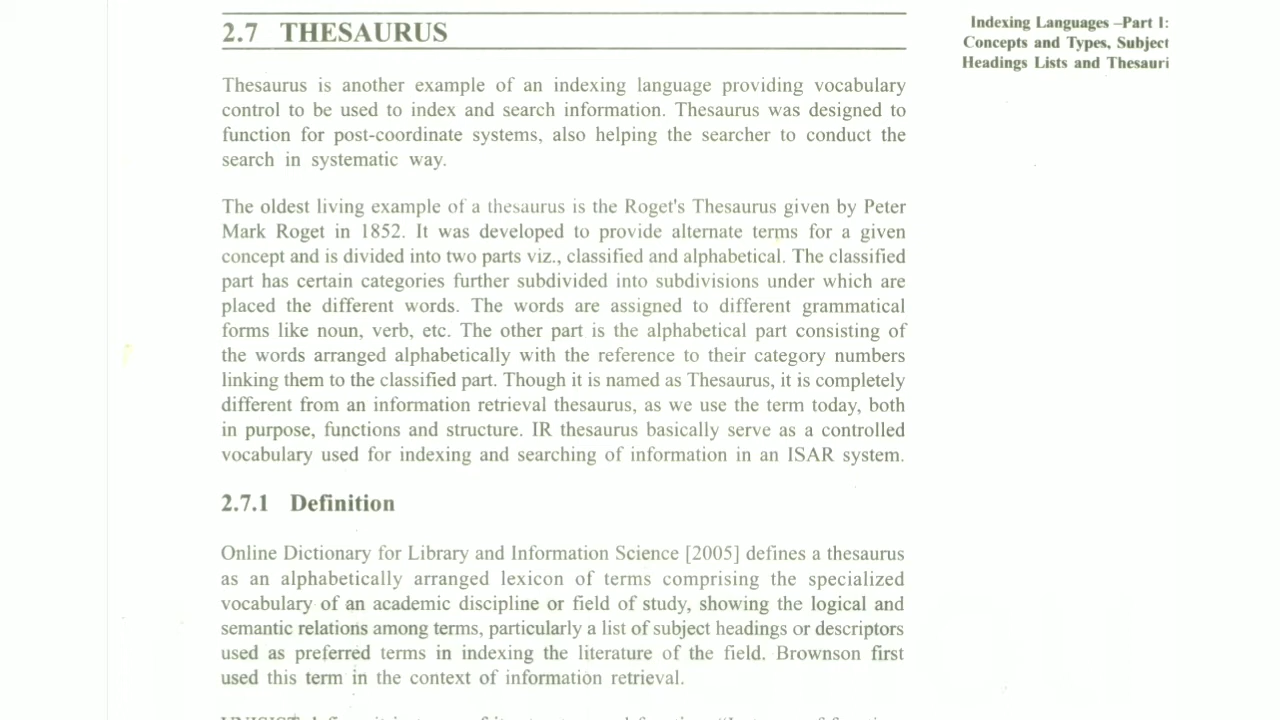 2.7 THESAURUS
Indexing Languages –Part I:
Concepts and Types, Subject
Headings Lists and Thesauri
Thesaurus is another example of an indexing language providing vocabulary
control to be used to index and search information. Thesaurus was designed to
function for post-coordinate systems, also helping the searcher to conduct the
search in systematic way.
The oldest living example of a thesaurus is the Roget's Thesaurus given by Peter
Mark Roget in 1852. It was developed to provide alternate terms for a given
concept and is divided into two parts viz., classified and alphabetical. The classified
part has certain categories further subdivided into subdivisions under which are
placed the different words. The words are assigned to different grammatical
forms like noun, verb, etc. The other part is the alphabetical part consisting of
the words arranged alphabetically with the reference to their category numbers
linking them to the classified part. Though it is named as Thesaurus, it is completely
different from an information retrieval thesaurus, as we use the term today, both
in purpose, functions and structure. IR thesaurus basically serve as a controlled
vocabulary used for indexing and searching of information in an ISAR system.
2.7.1 Definition
Online Dictionary for Library and Information Science [2005] defines a thesaurus
as an alphabetically arranged lexicon of terms comprising the specialized
vocabulary of an academic discipline or field of study, showing the logical and
semantic relations among terms, particularly a list of subject headings or descriptors
used as preferred terms in indexing the literature of the field. Brownson first
used this term in the context of information retrieval.